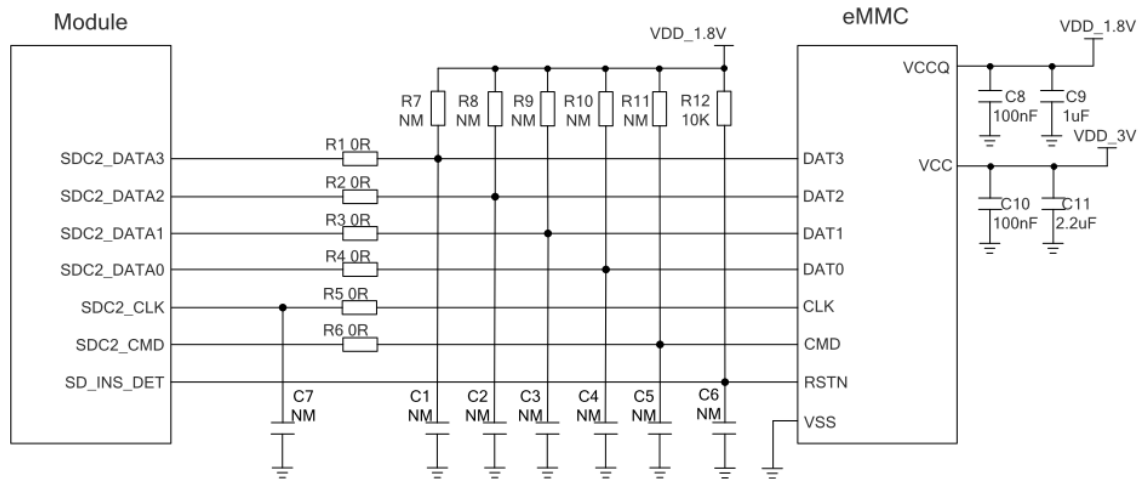 Module
eMMC
VDD_1.8V
VDD_1.8V
VCCQ
C8
100nF
C9
1uF
R7
NM
R8
NM
R9
NM
R10
NM
R11
NM
R12
10K
VDD_3V
SDC2_DATA3
R1 0R
DAT3
VCC
SDC2_DATA2
R2 0R
DAT2
C10
100nF
C11
2.2uF
SDC2_DATA1
R3 0R
DAT1
SDC2_DATA0
R4 0R
DAT0
SDC2_CLK
R5 0R
CLK
SDC2_CMD
R6 0R
CMD
SD_INS_DET
RSTN
C7
NM
C1
NM
C2
NM
C3
NM
C4
NM
C5
NM
C6
NM
VSS